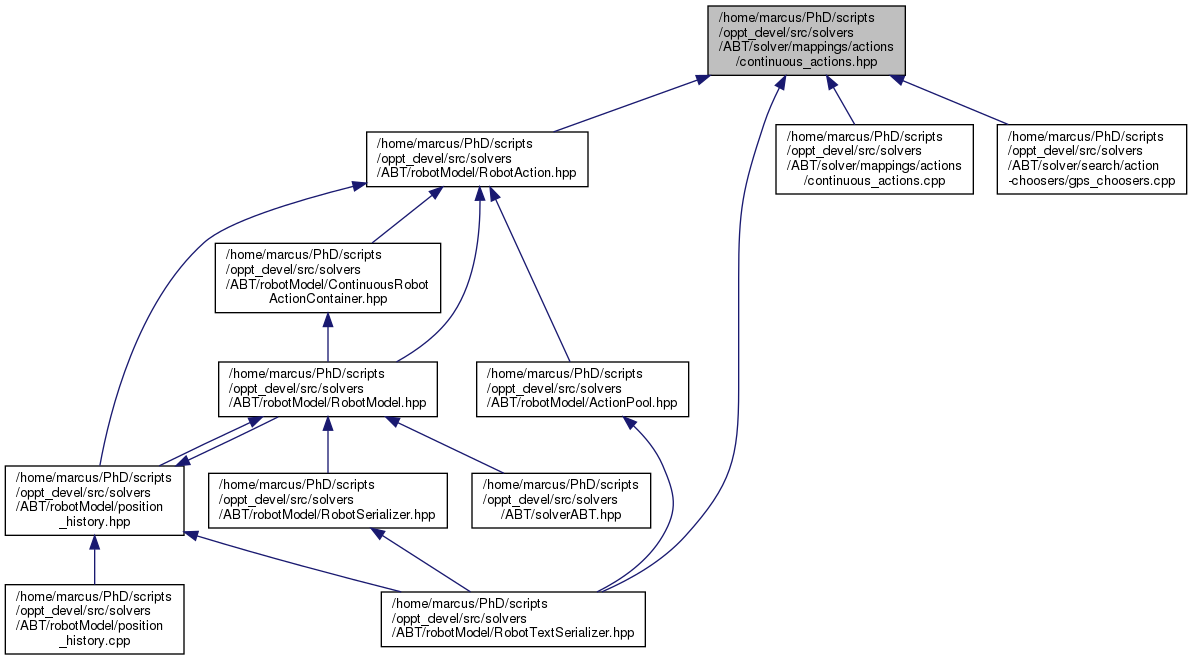 /home/marcus/PhD/scripts
/oppt_devel/src/solvers
/ABT/solver/mappings/actions
/continuous_actions.hpp
/home/marcus/PhD/scripts
/oppt_devel/src/solvers
/ABT/robotModel/RobotAction.hpp
/home/marcus/PhD/scripts
/oppt_devel/src/solvers
/ABT/solver/mappings/actions
/continuous_actions.cpp
/home/marcus/PhD/scripts
/oppt_devel/src/solvers
/ABT/solver/search/action
-choosers/gps_choosers.cpp
/home/marcus/PhD/scripts
/oppt_devel/src/solvers
/ABT/robotModel/ContinuousRobot
ActionContainer.hpp
/home/marcus/PhD/scripts
/oppt_devel/src/solvers
/ABT/robotModel/RobotModel.hpp
/home/marcus/PhD/scripts
/oppt_devel/src/solvers
/ABT/robotModel/ActionPool.hpp
/home/marcus/PhD/scripts
/oppt_devel/src/solvers
/ABT/robotModel/position
_history.hpp
/home/marcus/PhD/scripts
/oppt_devel/src/solvers
/ABT/robotModel/RobotSerializer.hpp
/home/marcus/PhD/scripts
/oppt_devel/src/solvers
/ABT/solverABT.hpp
/home/marcus/PhD/scripts
/oppt_devel/src/solvers
/ABT/robotModel/position
_history.cpp
/home/marcus/PhD/scripts
/oppt_devel/src/solvers
/ABT/robotModel/RobotTextSerializer.hpp